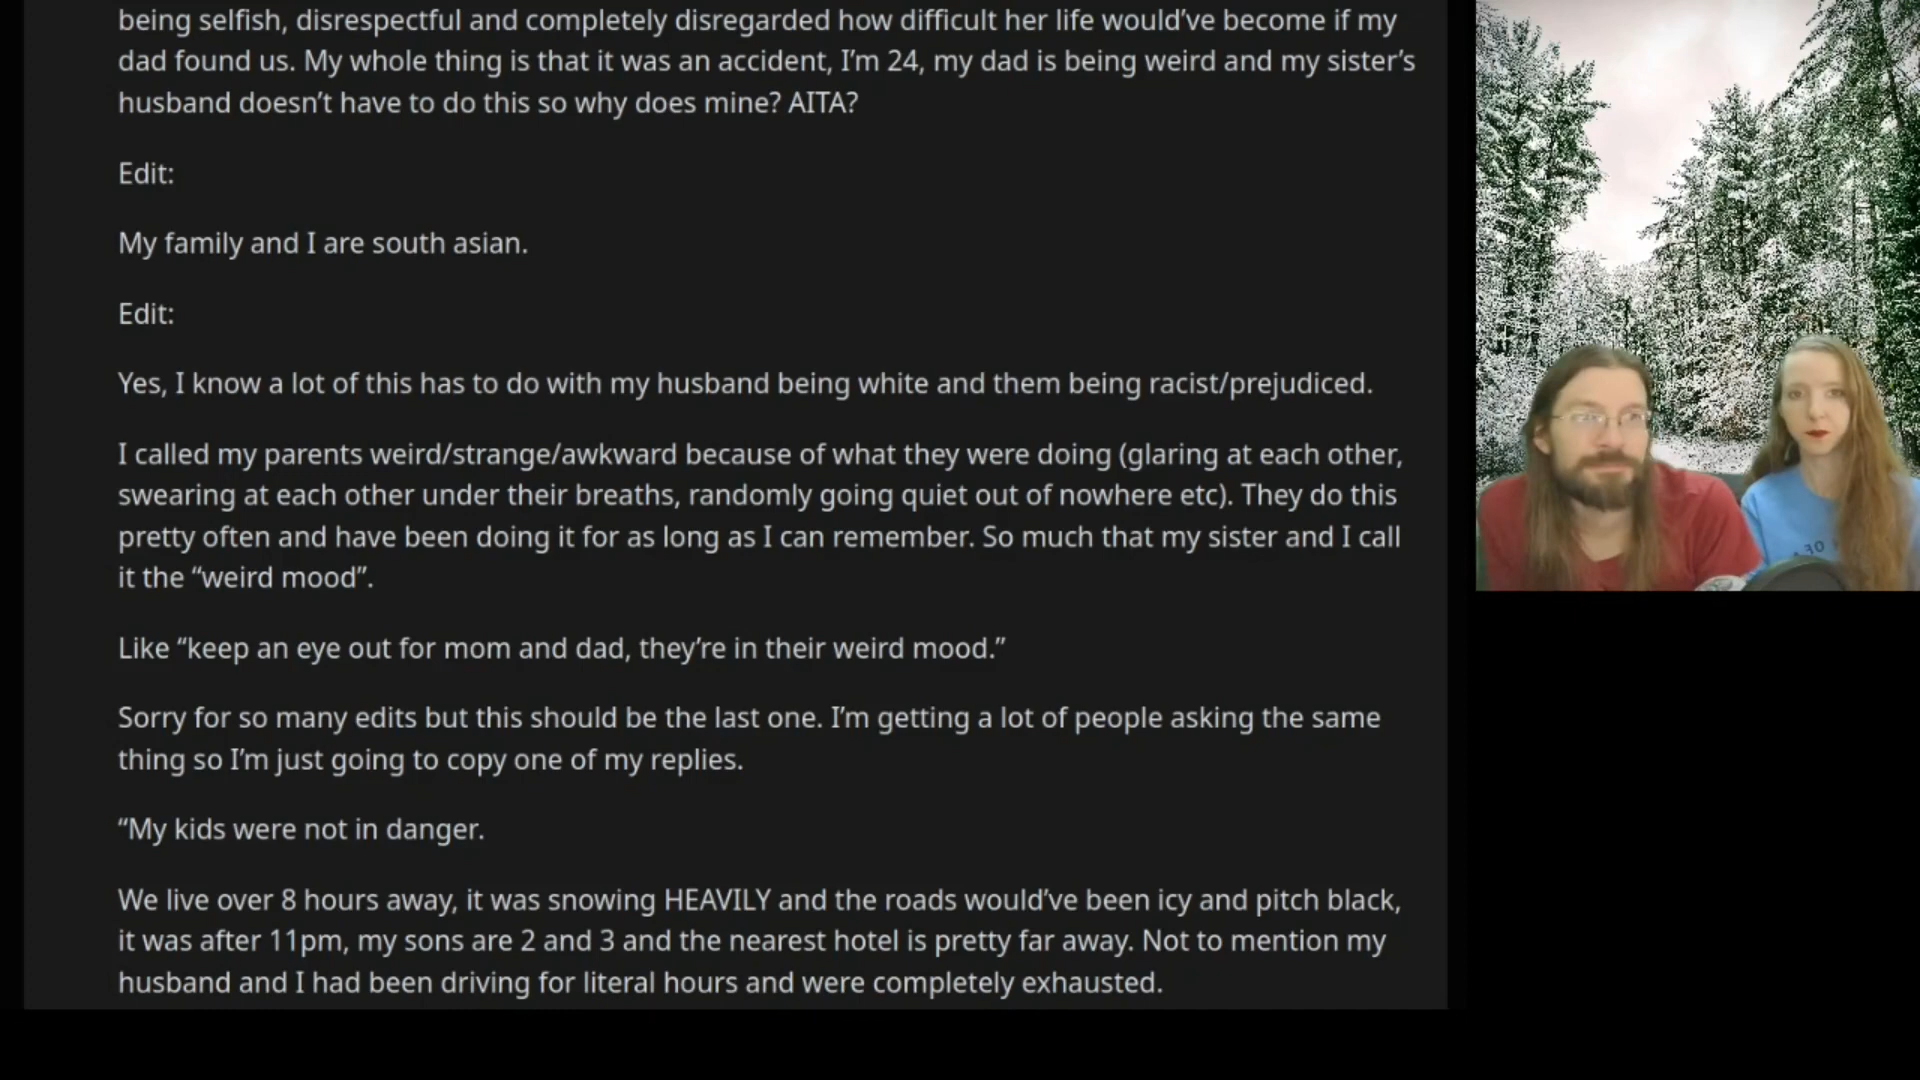 being selfish, disrespectful and completely disregarded how difficult her life would’ve become if my
dad found us. My whole thing is that it was an accident, I’m 24, my dad is being weird and my sister’s
husband doesn’t have to do this so why does mine? AITA?
Edit:
My family and I are south asian.
Edit:
Yes, I know a lot of this has to do with my husband being white and them being racist/prejudiced.
I called my parents weird/strange/awkward because of what they were doing (glaring at each other,
swearing at each other under their breaths, randomly going quiet out of nowhere etc). They do this
pretty often and have been doing it for as long as I can remember. So much that my sister and I call
it the “weird mood”.
Like “keep an eye out for mom and dad, they’re in their weird mood.”
Sorry for so many edits but this should be the last one. I’m getting a lot of people asking the same
thing so I’m just going to copy one of my replies.
“My kids were not in danger.
We live over 8 hours away, it was snowing HEAVILY and the roads would’ve been icy and pitch black,
it was after 11pm, my sons are 2 and 3 and the nearest hotel is pretty far away. Not to mention my
husband and I had been driving for literal hours and were completely exhausted.